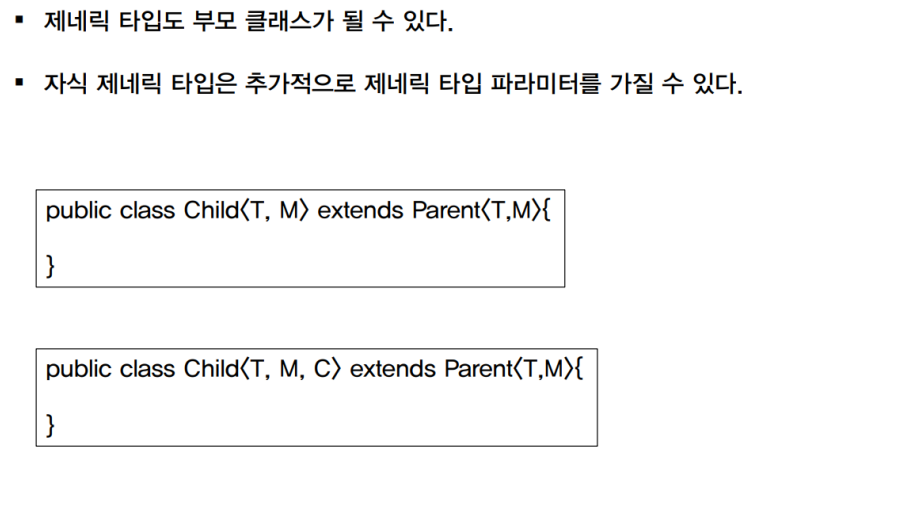 ▪ 제네릭 타입도 부모 클래스가 될 수 있다.
▪ 자식 제네릭 타입은 추가적으로 제네릭 타입 파라미터를 가질 수 있다.
public class Child〈T, M〉 extends Parent〈T,M〉{
}
public class Child〈T, M, C〉 extends Parent〈T,M〉{
}